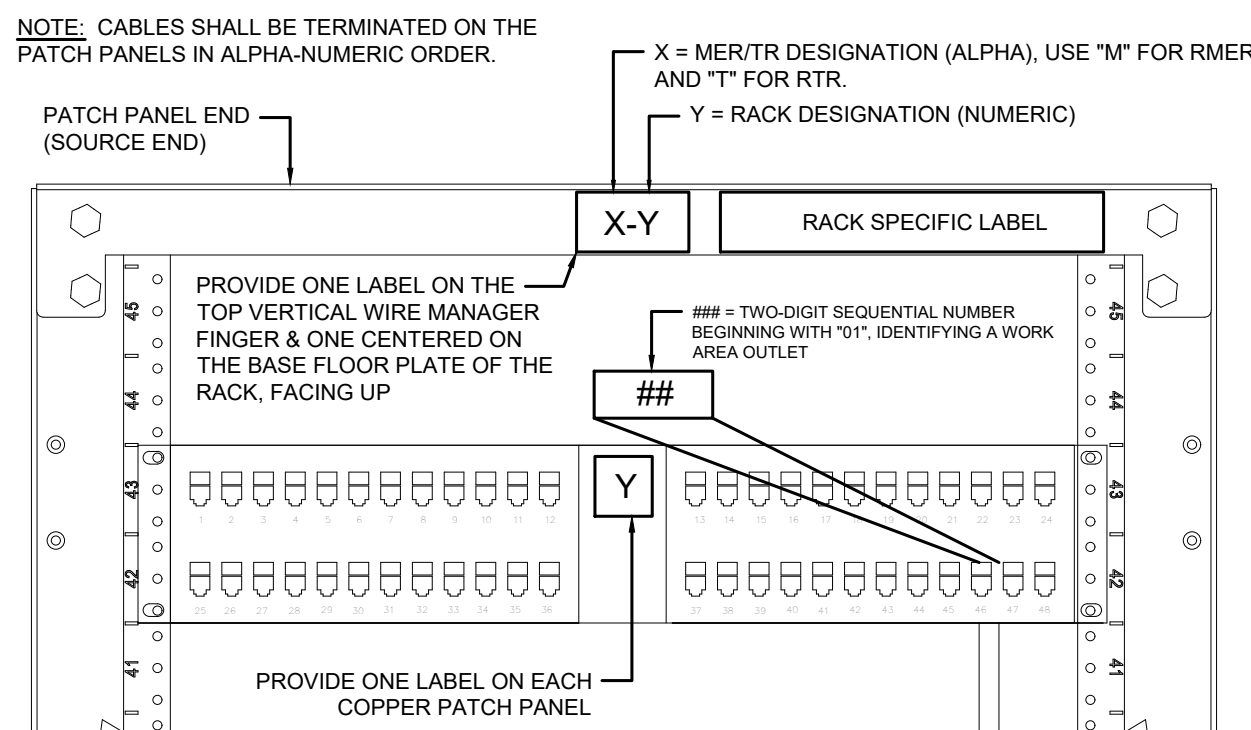 NOTE: CABLES SHALL BE TERMINATED ON THE
PATCH PANELS IN ALPHA-NUMERIC ORDER.
X = MER/TR DESIGNATION (ALPHA), USE "M" FOR RMER
AND "T" FOR RTR.
Y = RACK DESIGNATION (NUMERIC)
PATCH PANEL END
(SOURCE END)
X-Y
RACK SPECIFIC LABEL
PROVIDE ONE LABEL ON THE
TOP VERTICAL WIRE MANAGER
FINGER & ONE CENTERED ON
THE BASE FLOOR PLATE OF THE
RACK, FACING UP
### = TWO-DIGIT SEQUENTIAL NUMBER
BEGINNING WITH "01", IDENTIFYING A WORK
AREA OUTLET
##
45 45
44 44
43 43
Y
1 2 3 4 5 6 7 8 9 10 11 12 13 14 15 16 17 18 19 20 21 22 23 24
42 42
25 26 27 28 29 30 31 32 33 34 35 36 37 38 39 40 41 42 43 44 45 46 47 48
41 41
PROVIDE ONE LABEL ON EACH
COPPER PATCH PANEL